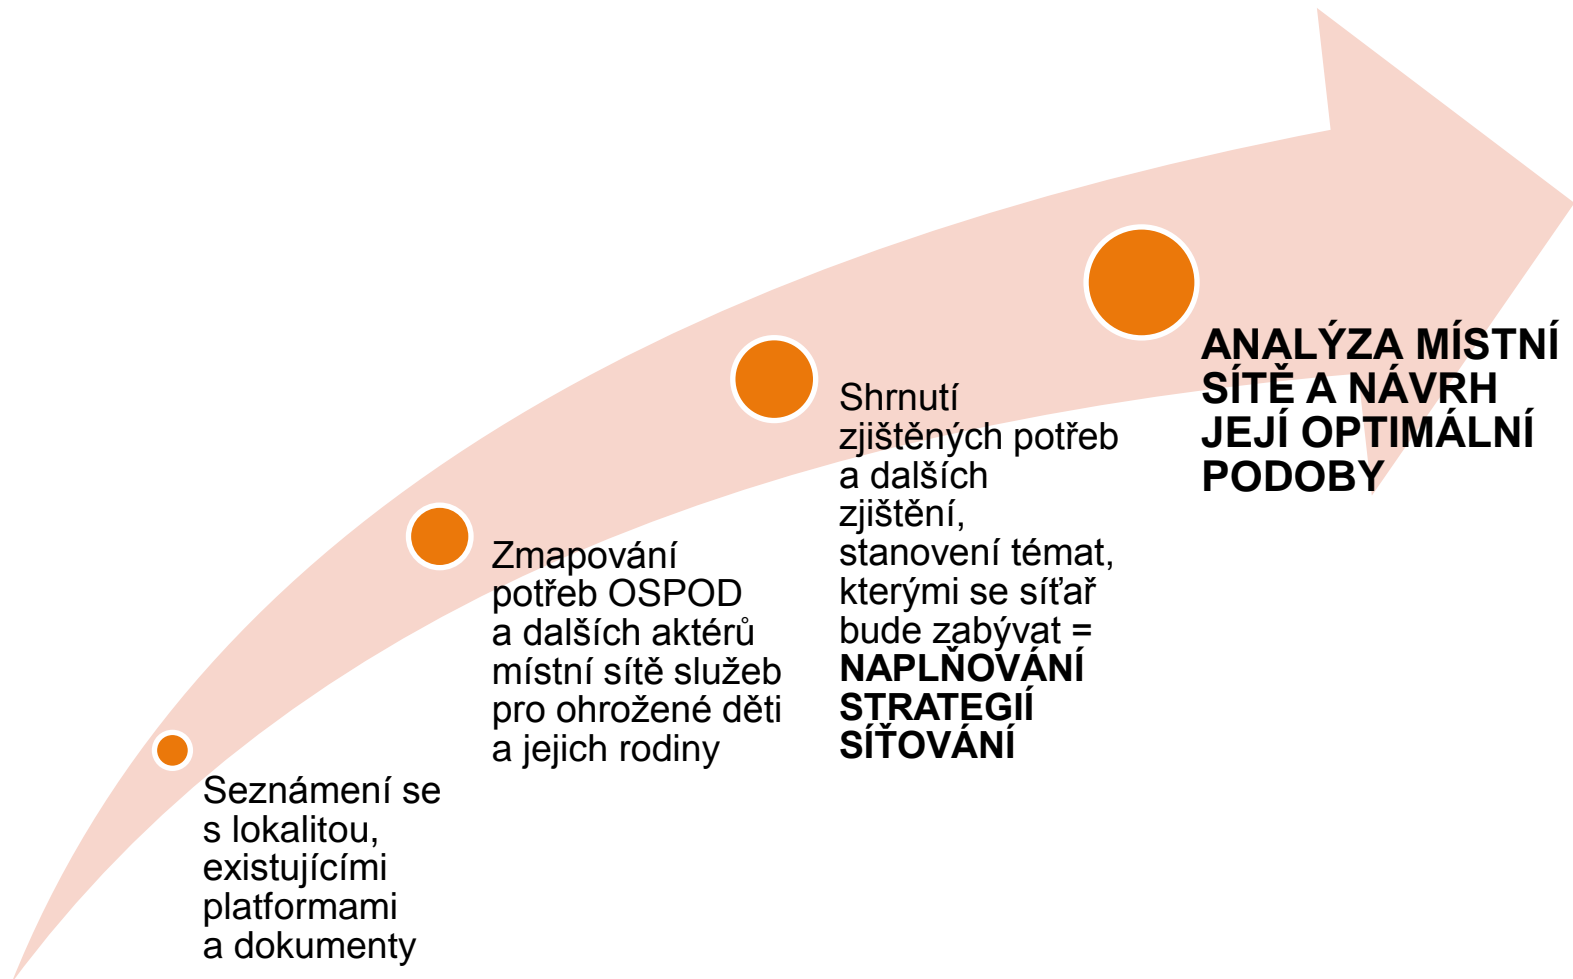 Seznámení se
s lokalitou,
existujícími
platformami
a dokumenty
Zmapování
potřeb OSPOD
a dalších aktérů
místní sítě služeb
pro ohrožené děti
a jejich rodiny
Shrnutí
zjištěných potřeb
a dalších
zjištění,
stanovení témat,
kterými se síťař
bude zabývat =
NAPLŇOVÁNÍ
STRATEGIÍ
SÍŤOVÁNÍ
ANALÝZA MÍSTNÍ
SÍTĚ A NÁVRH
JEJÍ OPTIMÁLNÍ
PODOBY